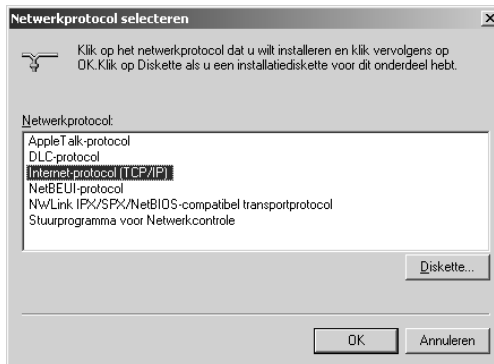 Netwerkprotocol selecteren
Klik op het netwerkprotocol dat u wilt installeren en klik vervolgens op
OK.Klik op Diskette als u een installatiediskette voor dit onderdeel hebt.
Netwerkprotocol:
AppleTalk-protocol
DLC-protocol
Internet-protocol (TCP/IP)
NetBEUI-protocol
NWLink IPX/SPX/NetBIOS-compatibel transportprotocol
Stuurprogramma voor Netwerkcontrole
Diskette...
OK
Annuleren